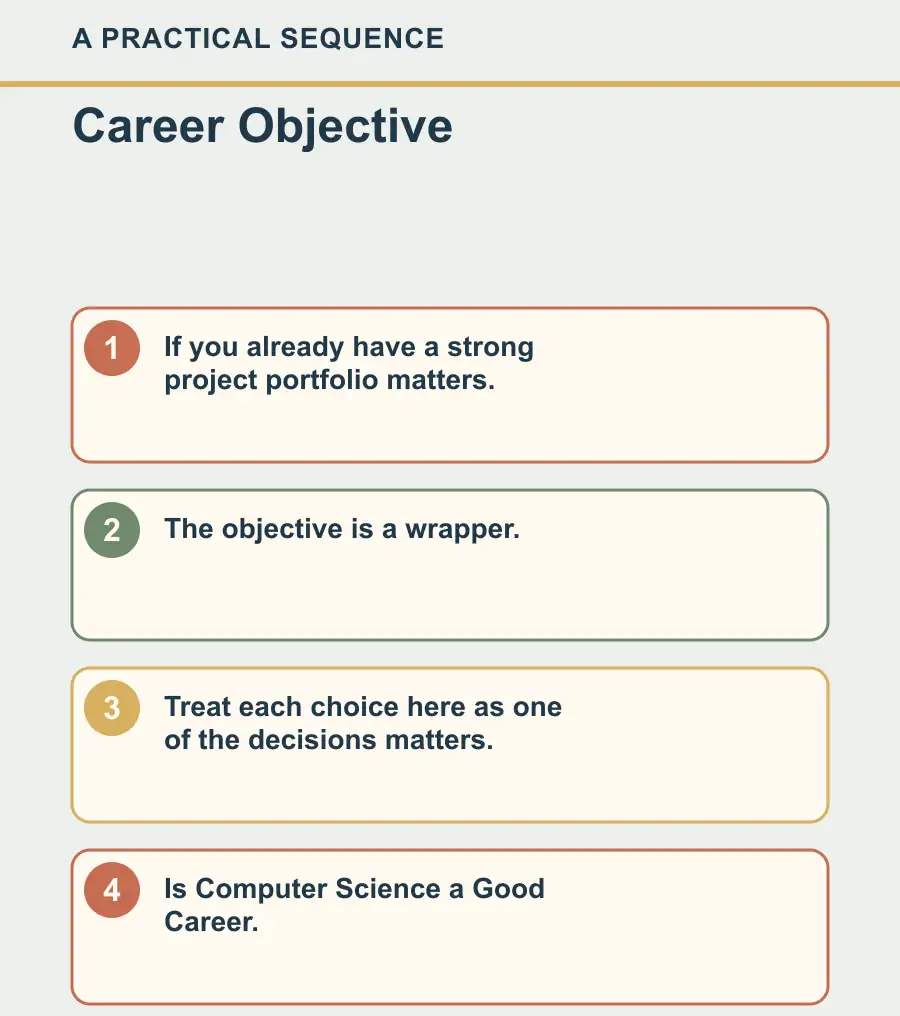 A PRACTICAL SEQUENCE
Career Objective
1
If you already have a strong
project portfolio matters.
2
The objective is a wrapper.
3
Treat each choice here as one
of the decisions matters.
4
Is Computer Science a Good
Career.